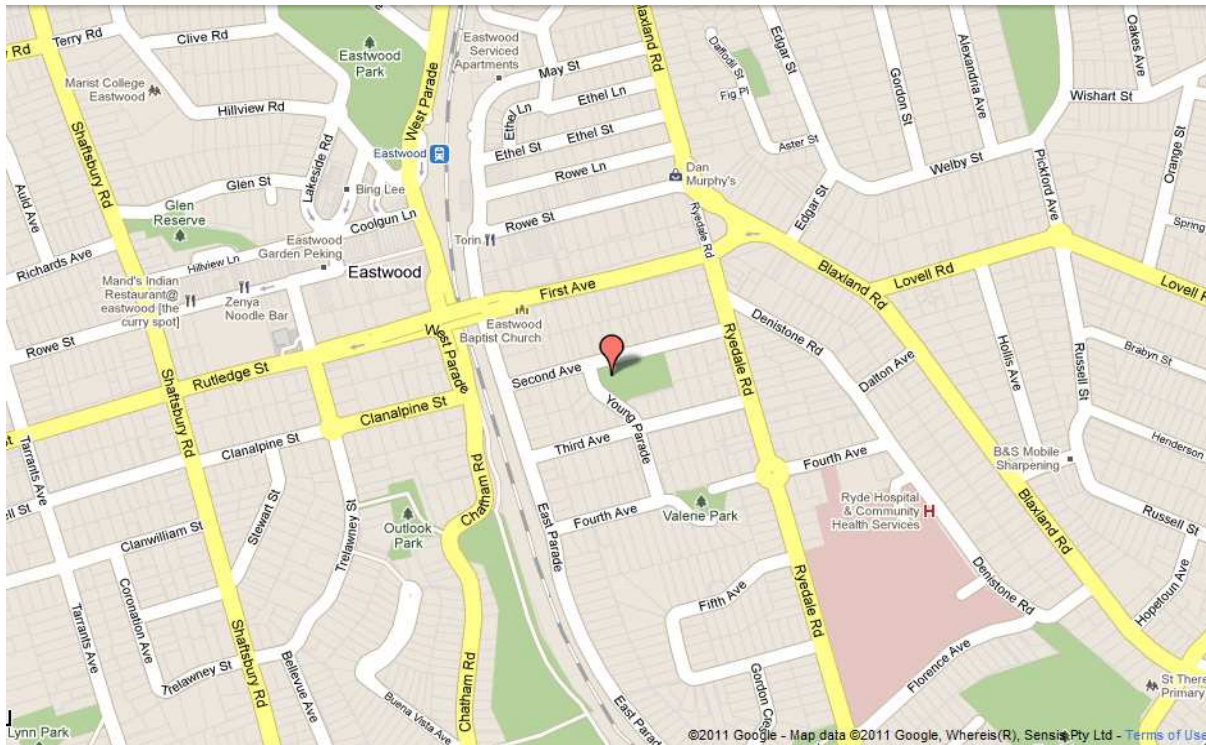 Terry Rd
Clive Rd
Eastwood
Park
West Parade
Eastwood
Serviced
Apartments
May St
Blaxland Rd
Daffodil St
Edgar St
Gordon St
Alexandria Ave
Oakes Ave
Marist College
Eastwood
Hillview Rd
Ethel Ln
Ethel Ln
Fig Pl
Wishart St
Shaftsbury Rd
Lakeside Rd
Eastwood
Ethel St
Ethel St
Aster St
Orange St
Rowe Ln
Dan
Murphy's
Welby St
Pickford Ave
Auld Ave
Glen St
Bing Lee
Glen
Reserve
Coolgun Ln
Rowe St
Edgar St
Spring
Torin
Ryedale Rd
Eastwood
Garden Peking
Hillview Ln
Richards Ave
Eastwood
Blaxland Rd
Lovell Rd
Lovell R
Mand's Indian
Restaurant@
eastwood [the
curry spot]
Zenya
Noodle Bar
First Ave
Eastwood
Baptist Church
Denistone Rd
Rowe St
West Parade
Rutledge St
Second Ave
Ryedale Rd
Dalton Ave
Hollis Ave
Russell St
Brabyn St
Shaftsbury Rd
Clanalpine St
Young Parade
st
Clanalpine St
Third Ave
Henderson
Tarrants Ave
B&S Mobile
Sharpening
Fourth Ave
ell St
Stewart St
Trelawney St
Chatham Rd
East Parade
Valerie Park
Ryde Hospital
& Community
Health Services
H
Blaxland Rd
Outlook
Park
Fourth Ave
Russell St
Clanwilliam St
Coronation Ave
Ryedale Rd
Denistone Rd
Fifth Ave
Hopetoun Ave
Tarrants Ave
Shaftsbury Rd
Trelawney St
Bellevue Ave
Chatham Rd
Buena Vista Ave
East Parade
Gordon Cres
Florence Ave
St There
Primary
Lynn Park
©2011 Google - Map data ©2011 Google, Whereis(R), Sensis Pty Ltd - Terms of Use